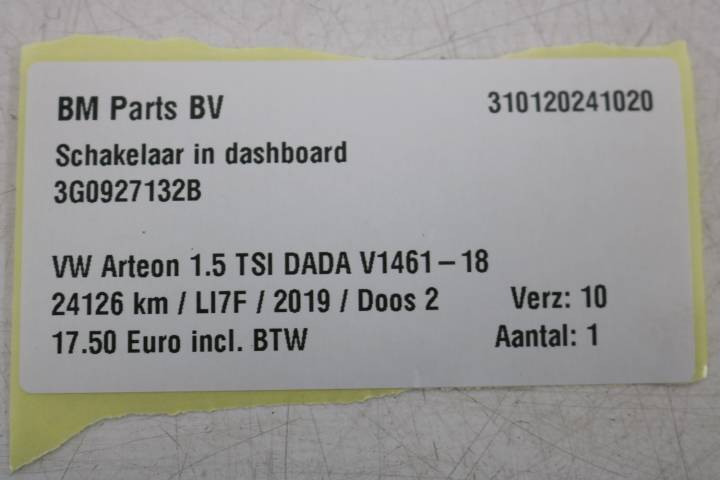 BM Parts BV 310120241020
Schakelaar in dashboard
3G0927132B
VW Arteon 1.5 TSI DADA V1461-18
24126 km / LI7F / 2019 / Doos 2 Verz: 10
17.50 Euro incl. BTW Aantal: 1